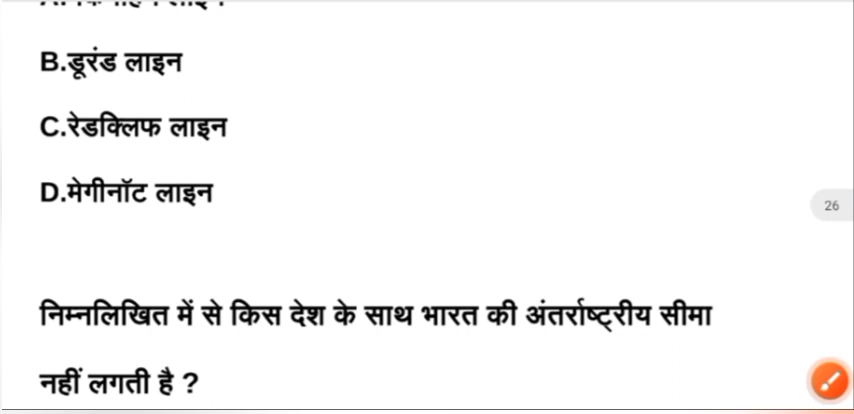 B.डूरंड लाइन
C.रेडक्लिफ लाइन
D.मेगीनॉट लाइन
26
निम्नलिखित में से किस देश के साथ भारत की अंतर्राष्ट्रीय सीमा
नहीं लगती है ?